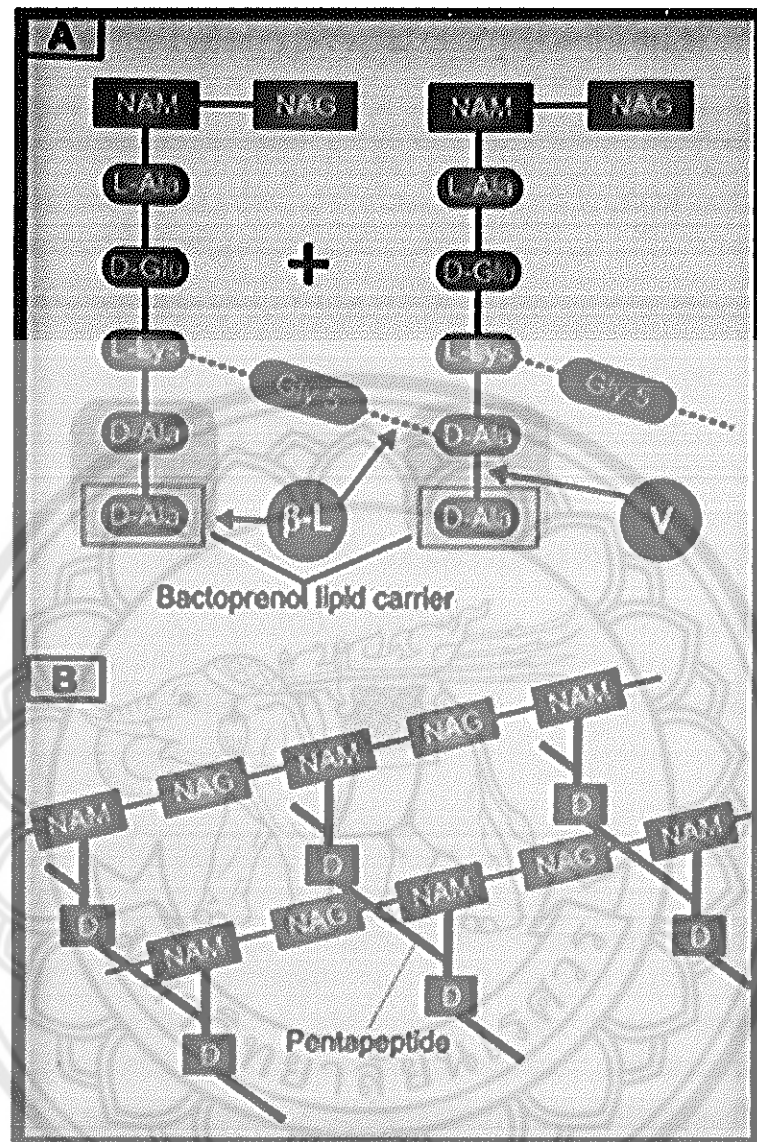 A
NAM NAG NAM NAG
L-Ala L-Ala
D-Glu + D-Glu
L-Lys L-Lys
Gly-5 Gly-5
D-Ala D-Ala
D-Ala β-L D-Ala V
Bactoprenol lipid carrier
B
NAM NAG NAM NAG NAM
D D D
NAM NAG NAM NAG NAM
D D D
Pentapeptide